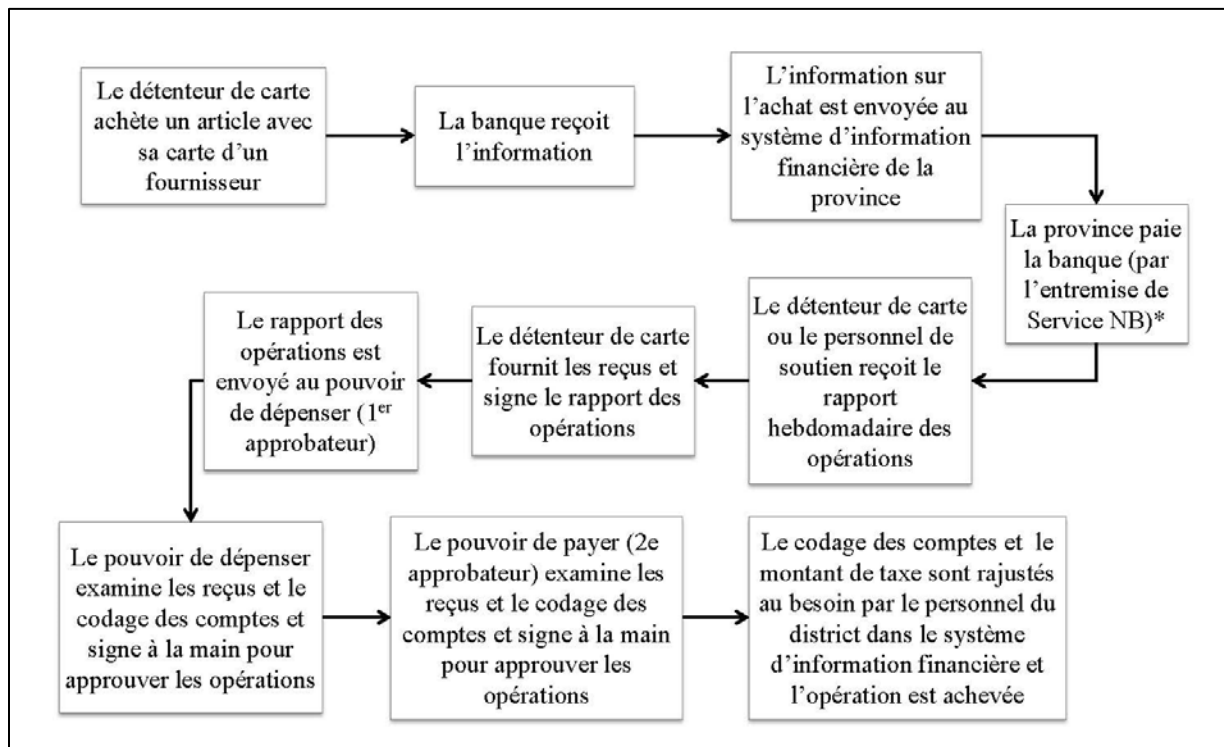 Le détenteur de carte
achète un article avec
sa carte d’un
fournisseur
La banque reçoit
l’information
L’information sur
l’achat est envoyée au
système d’information
financière de la
province
La province paie
la banque (par
l’entremise de
Service NB)*
Le détenteur de carte
ou le personnel de
soutien reçoit le
rapport
hebdomadaire des
opérations
Le détenteur de carte
fournit les reçus et
signe le rapport des
opérations
Le rapport des
opérations est
envoyé au pouvoir
de dépenser (1er
approbateur)
Le pouvoir de dépenser
examine les reçus et le
codage des comptes et
signe à la main pour
approuver les opérations
Le pouvoir de payer (2e
approbateur) examine les
reçus et le codage des
comptes et signe à la main
pour approuver les
opérations
Le codage des comptes et le
montant de taxe sont rajustés
au besoin par le personnel du
district dans le système
d’information financière et
l’opération est achevée